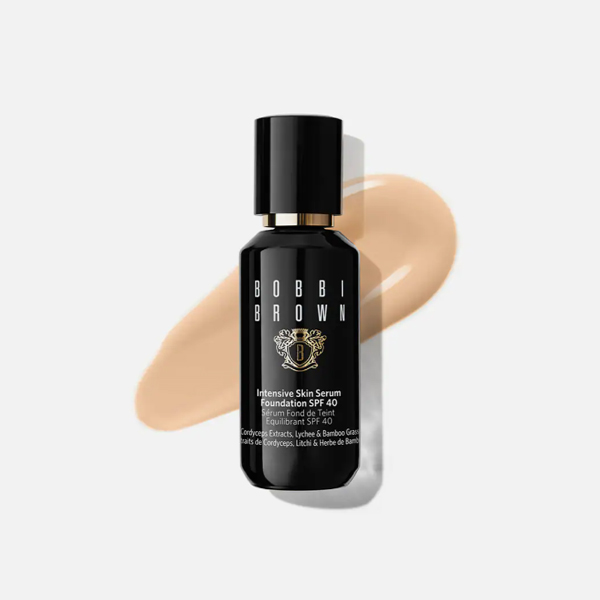 BOBBI
BROWN
B
Intensive Skin Serum
Foundation SPF 40
Sérum Fond de Teint
Équilibrant SPF 40
Cordyceps Extracts, Lychee & Bamboo Grass
de Cordyceps, Litchi & Herbe de